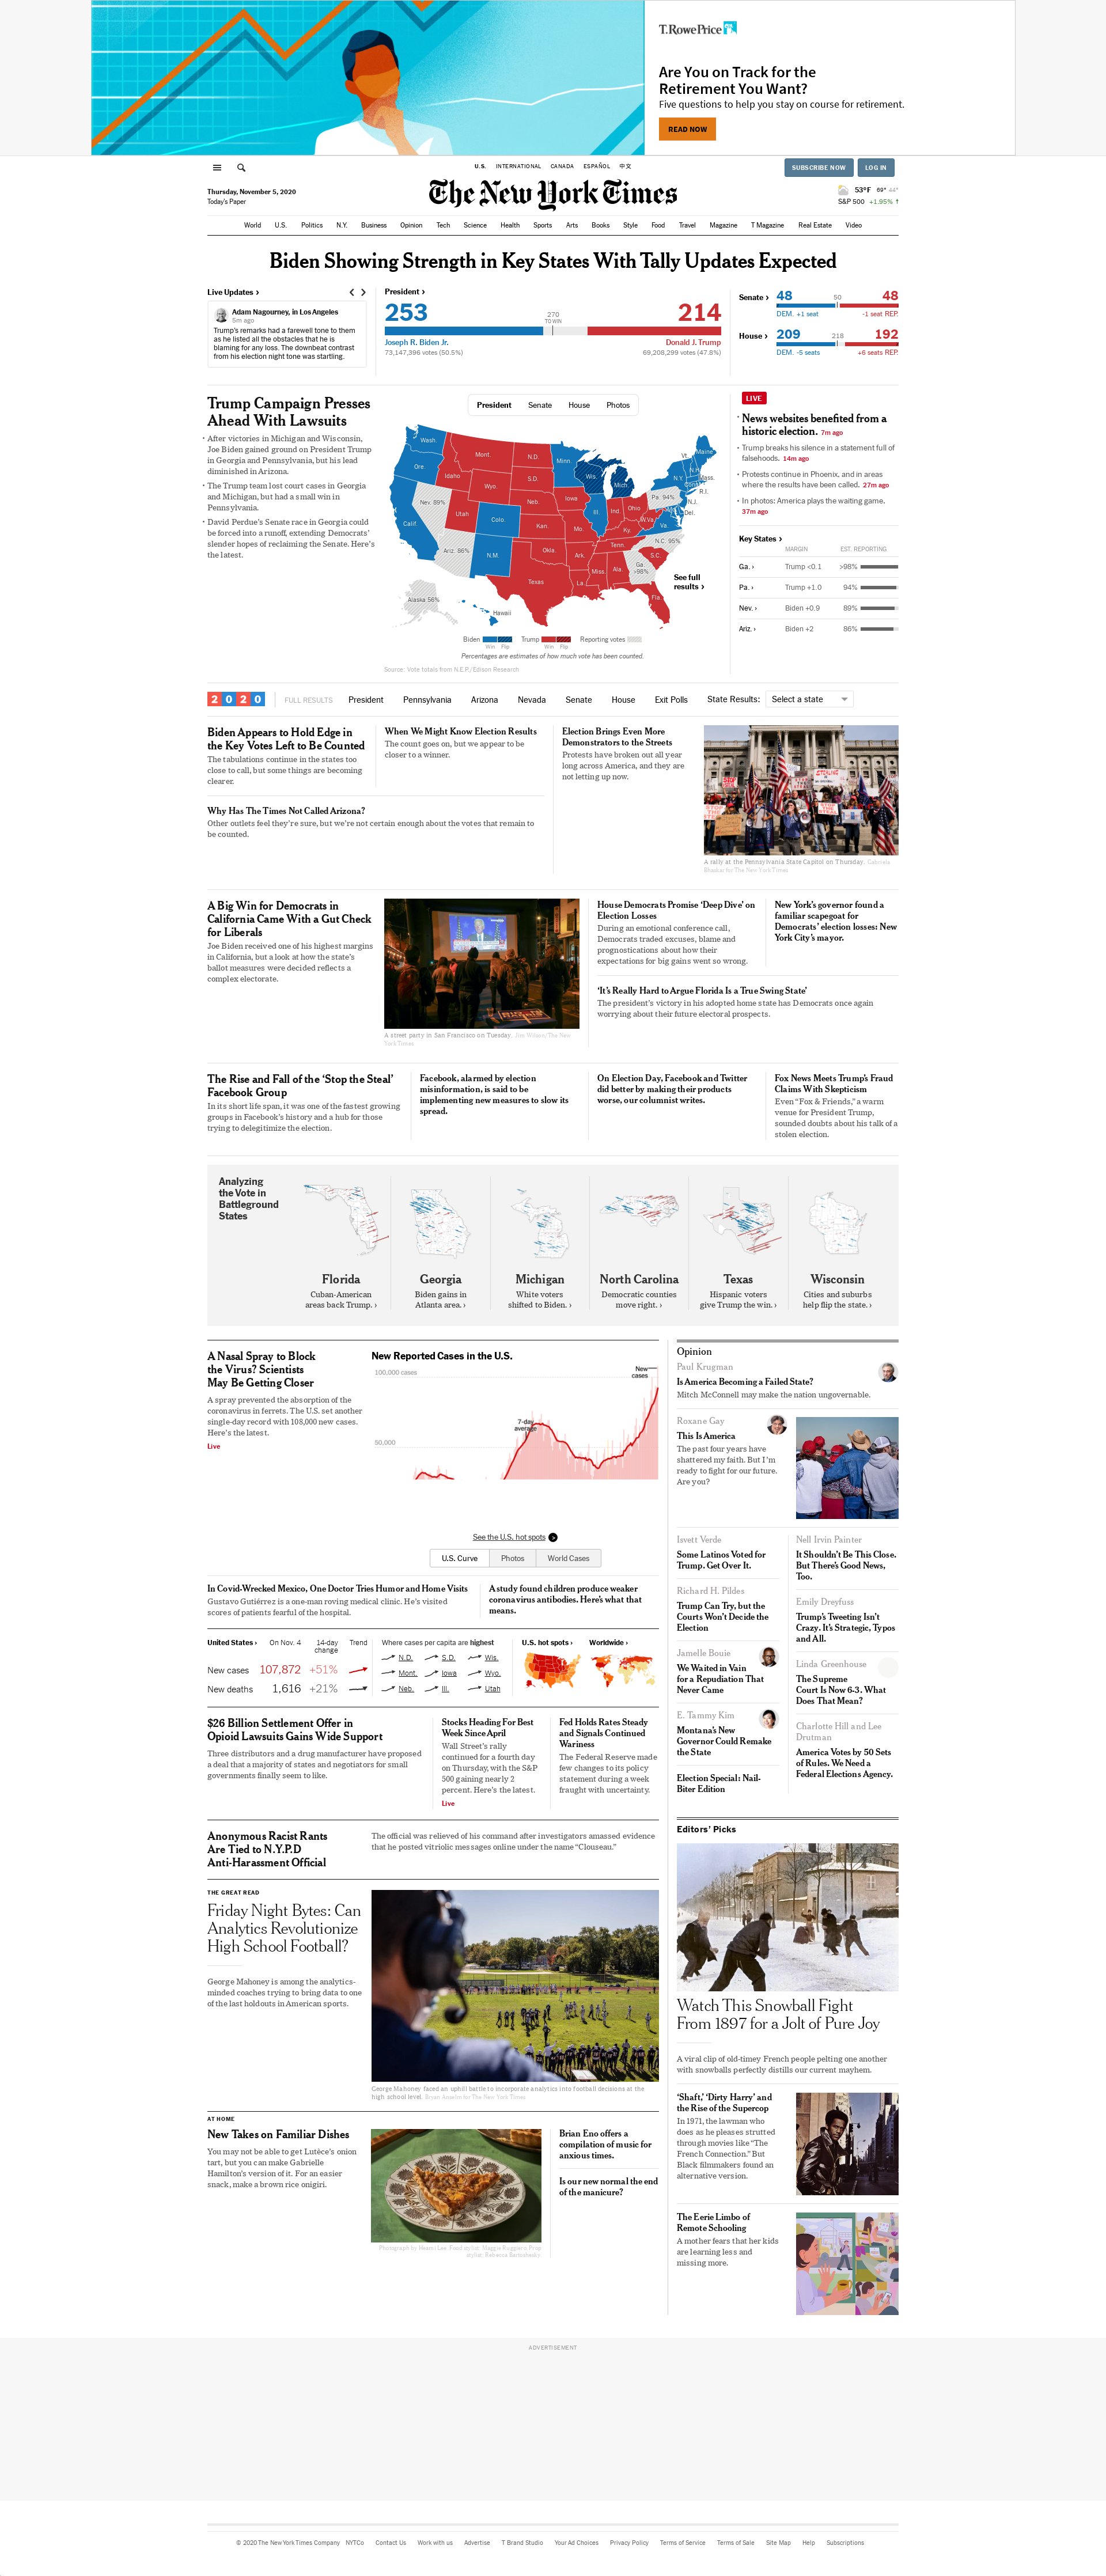 T.RowePrice
Are You on Track for the
Retirement You Want?
Five questions to help you stay on course for retirement.
READ NOW
U.S. INTERNATIONAL CANADA ESPAÑOL 中文
SUBSCRIBE NOW LOG IN
Thursday, November 5, 2020
Today's Paper
The New York Times
53°F 69° 44°
S&P 500 +1.95% ↑
World U.S. Politics N.Y. Business Opinion Tech Science Health Sports Arts Books Style Food Travel Magazine T Magazine Real Estate Video
Biden Showing Strength in Key States With Tally Updates Expected
Live Updates ›
Adam Nagourney, in Los Angeles
5m ago
Trump's remarks had a farewell tone to them
as he listed all the obstacles that he is
blaming for any loss. The downbeat contrast
from his election night tone was startling.
President ›
253
270
TO WIN
214
Joseph R. Biden Jr. Donald J. Trump
73,147,396 votes (50.5%) 69,208,299 votes (47.8%)
Senate › 48 50 48
DEM. +1 seat -1 seat REP.
House › 209 218 192
DEM. -5 seats +6 seats REP.
Trump Campaign Presses
Ahead With Lawsuits
• After victories in Michigan and Wisconsin,
Joe Biden gained ground on President Trump
in Georgia and Pennsylvania, but his lead
diminished in Arizona.
• The Trump team lost court cases in Georgia
and Michigan, but had a small win in
Pennsylvania.
• David Perdue's Senate race in Georgia could
be forced into a runoff, extending Democrats'
slender hopes of reclaiming the Senate. Here's
the latest.
President Senate House Photos
Wash.
Mont.
N.D.
Minn.
Vt.
Maine
Ore.
Idaho
Wyo.
S.D.
Wis.
Mich.
N.Y.
N.H.
Mass.
Conn.
R.I.
Nev. 89%
Utah
Colo.
Neb.
Iowa
Ill.
Ind.
Ohio
Pa. 94%
N.J.
Del.
Calif.
Kan.
Mo.
Ky.
W.Va.
Va.
Ariz. 86%
N.M.
Okla.
Ark.
Tenn.
N.C. 95%
S.C.
Texas
La.
Miss.
Ala.
Ga.
>98%
Fla.
Alaska 56%
Hawaii
See full
results ›
Biden Trump Reporting votes
Win Flip Win Flip
Percentages are estimates of how much vote has been counted.
Source: Vote totals from N.E.P./Edison Research
LIVE
• News websites benefited from a
historic election. 7m ago
• Trump breaks his silence in a statement full of
falsehoods. 14m ago
• Protests continue in Phoenix, and in areas
where the results have been called. 27m ago
• In photos: America plays the waiting game.
37m ago
Key States ›
MARGIN EST. REPORTING
Ga. › Trump <0.1 >98%
Pa. › Trump +1.0 94%
Nev. › Biden +0.9 89%
Ariz. › Biden +2 86%
2020 FULL RESULTS President Pennsylvania Arizona Nevada Senate House Exit Polls State Results: Select a state
Biden Appears to Hold Edge in
the Key Votes Left to Be Counted
The tabulations continue in the states too
close to call, but some things are becoming
clearer.
When We Might Know Election Results
The count goes on, but we appear to be
closer to a winner.
Why Has The Times Not Called Arizona?
Other outlets feel they're sure, but we're not certain enough about the votes that remain to
be counted.
Election Brings Even More
Demonstrators to the Streets
Protests have broken out all year
long across America, and they are
not letting up now.
A rally at the Pennsylvania State Capitol on Thursday. Gabriela
Bhaskar for The New York Times
A Big Win for Democrats in
California Came With a Gut Check
for Liberals
Joe Biden received one of his highest margins
in California, but a look at how the state's
ballot measures were decided reflects a
complex electorate.
A street party in San Francisco on Tuesday. Jim Wilson/The New
York Times
House Democrats Promise 'Deep Dive' on
Election Losses
During an emotional conference call,
Democrats traded excuses, blame and
prognostications about how their
expectations for big gains went so wrong.
New York's governor found a
familiar scapegoat for
Democrats' election losses: New
York City's mayor.
'It's Really Hard to Argue Florida Is a True Swing State'
The president's victory in his adopted home state has Democrats once again
worrying about their future electoral prospects.
The Rise and Fall of the 'Stop the Steal'
Facebook Group
In its short life span, it was one of the fastest growing
groups in Facebook's history and a hub for those
trying to delegitimize the election.
Facebook, alarmed by election
misinformation, is said to be
implementing new measures to slow its
spread.
On Election Day, Facebook and Twitter
did better by making their products
worse, our columnist writes.
Fox News Meets Trump's Fraud
Claims With Skepticism
Even "Fox & Friends," a warm
venue for President Trump,
sounded doubts about his talk of a
stolen election.
Analyzing
the Vote in
Battleground
States
Florida
Cuban-American
areas back Trump. ›
Georgia
Biden gains in
Atlanta area. ›
Michigan
White voters
shifted to Biden. ›
North Carolina
Democratic counties
move right. ›
Texas
Hispanic voters
give Trump the win. ›
Wisconsin
Cities and suburbs
help flip the state. ›
A Nasal Spray to Block
the Virus? Scientists
May Be Getting Closer
A spray prevented the absorption of the
coronavirus in ferrets. The U.S. set another
single-day record with 108,000 new cases.
Here's the latest.
Live
New Reported Cases in the U.S.
100,000 cases
New
cases
7-day
average
50,000
See the U.S. hot spots
U.S. Curve Photos World Cases
In Covid-Wrecked Mexico, One Doctor Tries Humor and Home Visits
Gustavo Gutiérrez is a one-man roving medical clinic. He's visited
scores of patients fearful of the hospital.
A study found children produce weaker
coronavirus antibodies. Here's what that
means.
United States › On Nov. 4 14-day
change Trend
New cases 107,872 +51%
New deaths 1,616 +21%
Where cases per capita are highest
N.D. S.D. Wis.
Mont. Iowa Wyo.
Neb. Ill. Utah
U.S. hot spots › Worldwide ›
$26 Billion Settlement Offer in
Opioid Lawsuits Gains Wide Support
Three distributors and a drug manufacturer have proposed
a deal that a majority of states and negotiators for small
governments finally seem to like.
Stocks Heading For Best
Week Since April
Wall Street's rally
continued for a fourth day
on Thursday, with the S&P
500 gaining nearly 2
percent. Here's the latest.
Live
Fed Holds Rates Steady
and Signals Continued
Wariness
The Federal Reserve made
few changes to its policy
statement during a week
fraught with uncertainty.
Anonymous Racist Rants
Are Tied to N.Y.P.D
Anti-Harassment Official
The official was relieved of his command after investigators amassed evidence
that he posted vitriolic messages online under the name "Clouseau."
THE GREAT READ
Friday Night Bytes: Can
Analytics Revolutionize
High School Football?
George Mahoney is among the analytics-
minded coaches trying to bring data to one
of the last holdouts in American sports.
George Mahoney faced an uphill battle to incorporate analytics into football decisions at the
high school level. Bryan Anselm for The New York Times
AT HOME
New Takes on Familiar Dishes
You may not be able to get Lutèce's onion
tart, but you can make Gabrielle
Hamilton's version of it. For an easier
snack, make a brown rice onigiri.
Photograph by Heami Lee. Food stylist: Maggie Ruggiero. Prop
stylist: Rebecca Bartoshesky.
Brian Eno offers a
compilation of music for
anxious times.
Is our new normal the end
of the manicure?
Opinion
Paul Krugman
Is America Becoming a Failed State?
Mitch McConnell may make the nation ungovernable.
Roxane Gay
This Is America
The past four years have
shattered my faith. But I'm
ready to fight for our future.
Are you?
Isvett Verde
Some Latinos Voted for
Trump. Get Over It.
Richard H. Pildes
Trump Can Try, but the
Courts Won't Decide the
Election
Jamelle Bouie
We Waited in Vain
for a Repudiation That
Never Came
E. Tammy Kim
Montana's New
Governor Could Remake
the State
Election Special: Nail-
Biter Edition
Nell Irvin Painter
It Shouldn't Be This Close.
But There's Good News,
Too.
Emily Dreyfuss
Trump's Tweeting Isn't
Crazy. It's Strategic, Typos
and All.
Linda Greenhouse
The Supreme
Court Is Now 6-3. What
Does That Mean?
Charlotte Hill and Lee
Drutman
America Votes by 50 Sets
of Rules. We Need a
Federal Elections Agency.
Editors' Picks
Watch This Snowball Fight
From 1897 for a Jolt of Pure Joy
A viral clip of old-timey French people pelting one another
with snowballs perfectly distills our current mayhem.
'Shaft,' 'Dirty Harry' and
the Rise of the Supercop
In 1971, the lawman who
does as he pleases strutted
through movies like "The
French Connection." But
Black filmmakers found an
alternative version.
The Eerie Limbo of
Remote Schooling
A mother fears that her kids
are learning less and
missing more.
ADVERTISEMENT
© 2020 The New York Times Company NYTCo Contact Us Work with us Advertise T Brand Studio Your Ad Choices Privacy Policy Terms of Service Terms of Sale Site Map Help Subscriptions